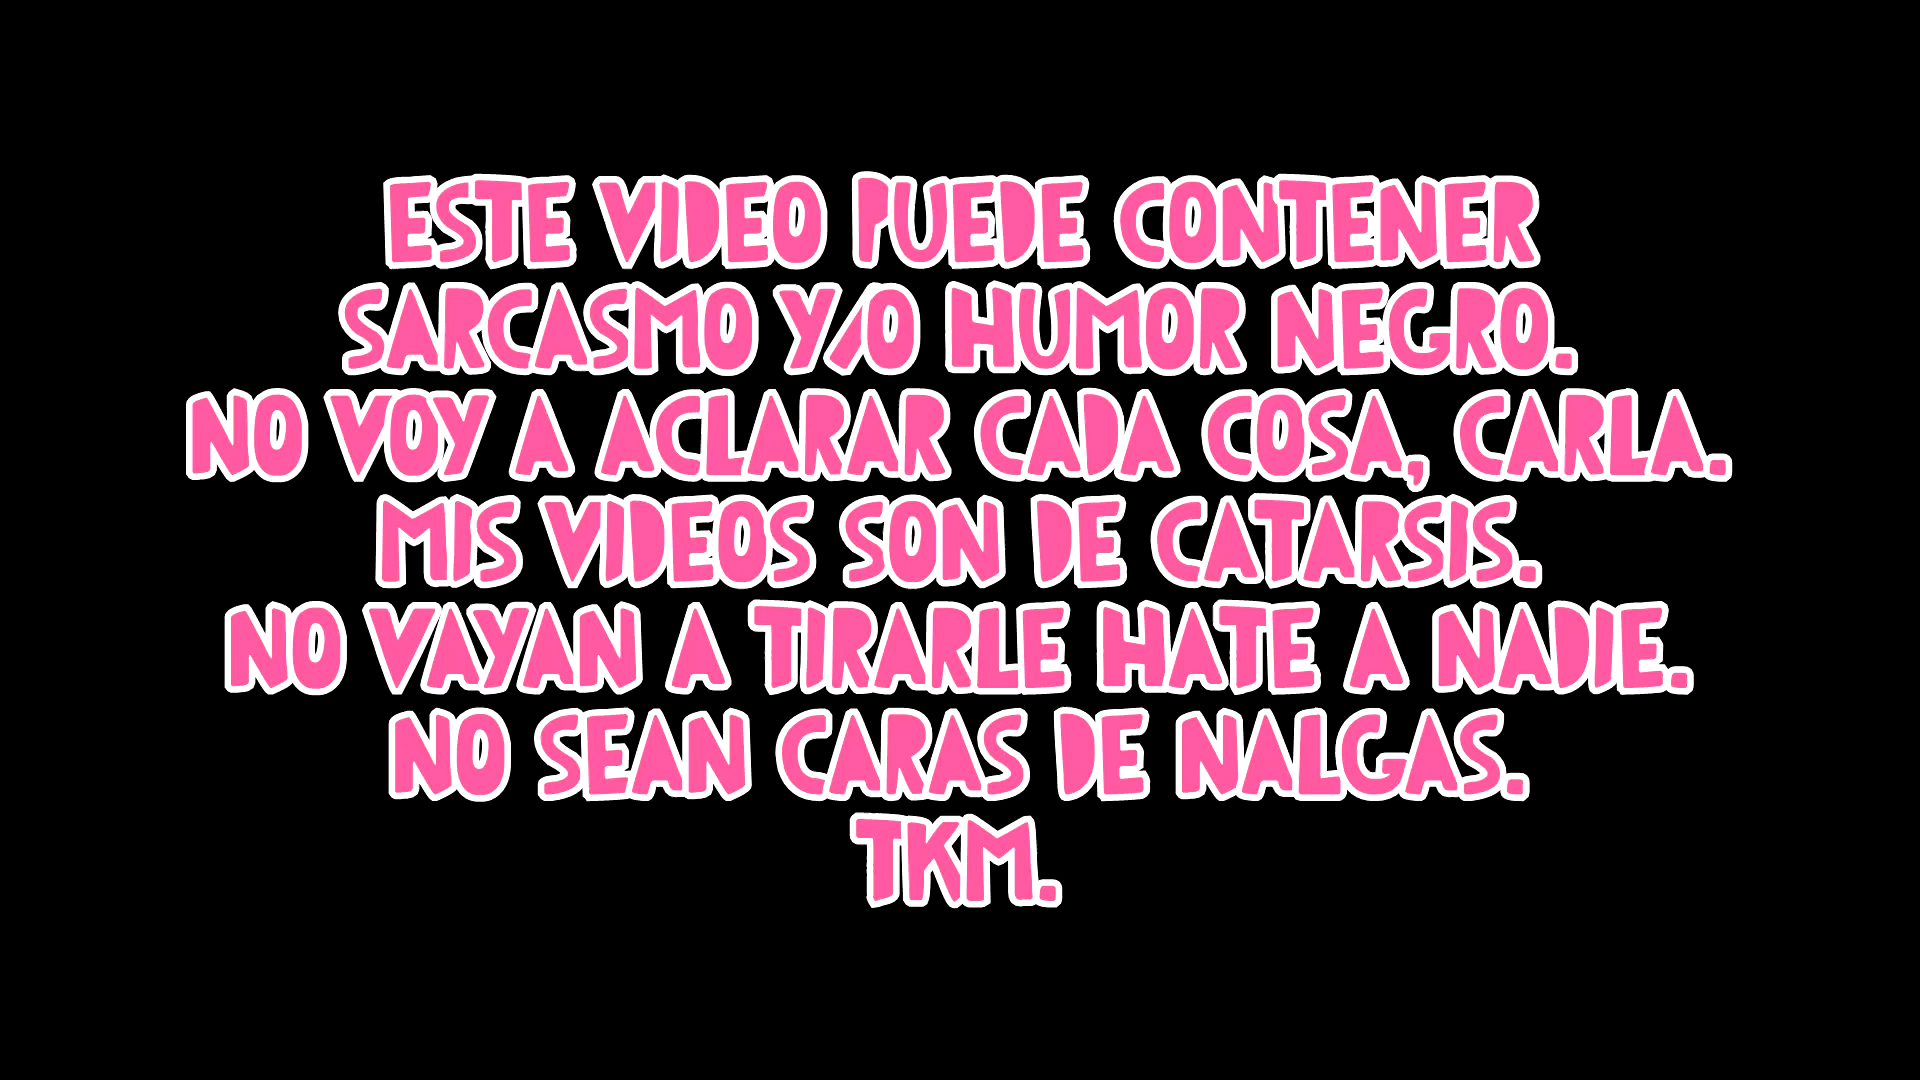 ESTE VIDEO PUEDE CONTENER
SARCASMO Y/O HUMOR NEGRO.
NO VOY A ACLARAR CADA COSA, CARLA.
MIS VIDEOS SON DE CATARSIS.
NO VAYAN A TIRARLE HATE A NADIE.
NO SEAN CARAS DE NALGAS.
TKM.